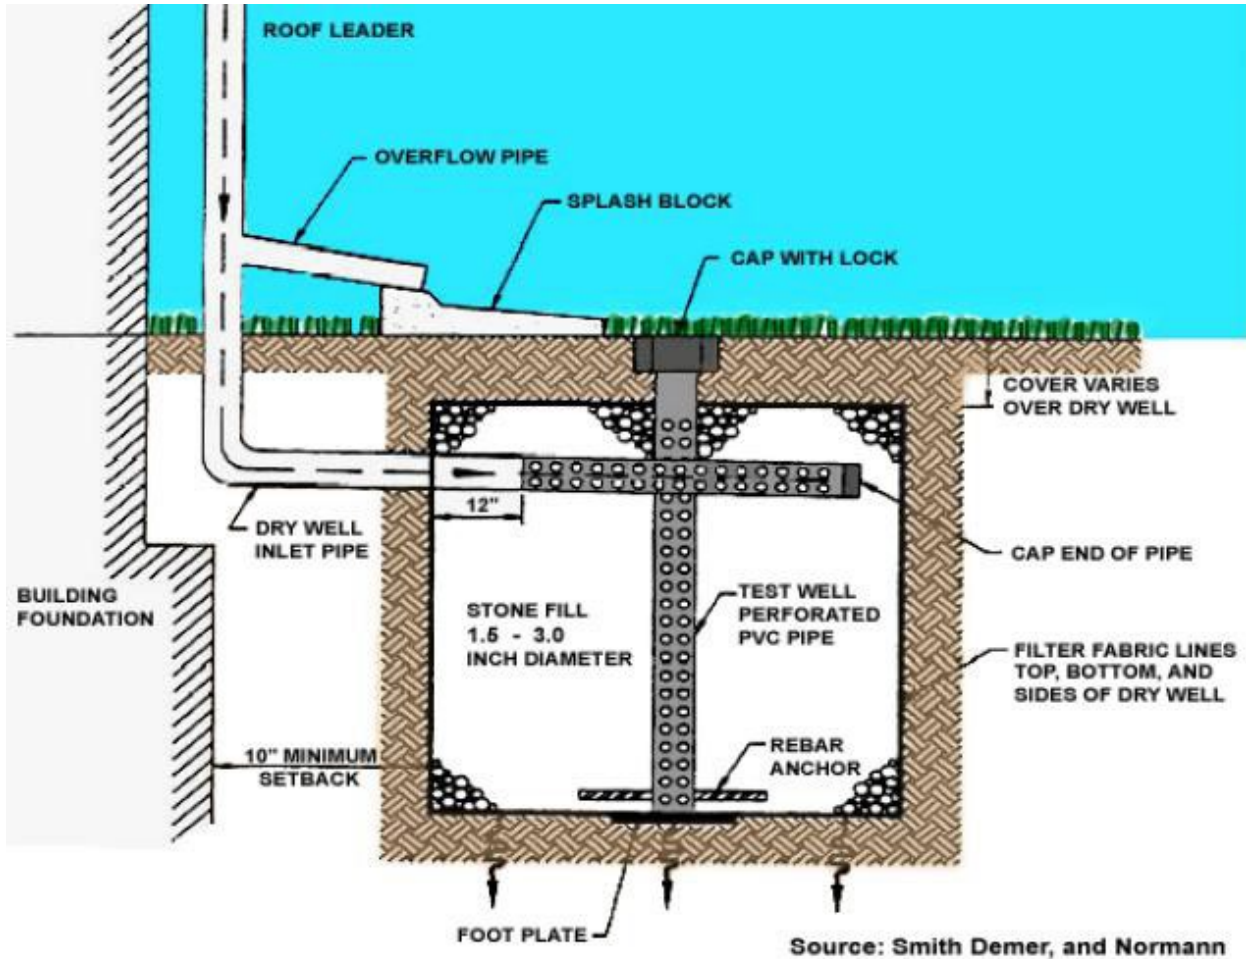 ROOF LEADER
OVERFLOW PIPE
SPLASH BLOCK
CAP WITH LOCK
COVER VARIES
OVER DRY WELL
12"
DRY WELL
INLET PIPE
CAP END OF PIPE
BUILDING
FOUNDATION
STONE FILL
1.5 - 3.0
INCH DIAMETER
TEST WELL
PERFORATED
PVC PIPE
FILTER FABRIC LINES
TOP, BOTTOM, AND
SIDES OF DRY WELL
10" MINIMUM
SETBACK
REBAR
ANCHOR
FOOT PLATE
Source: Smith Demer, and Normann